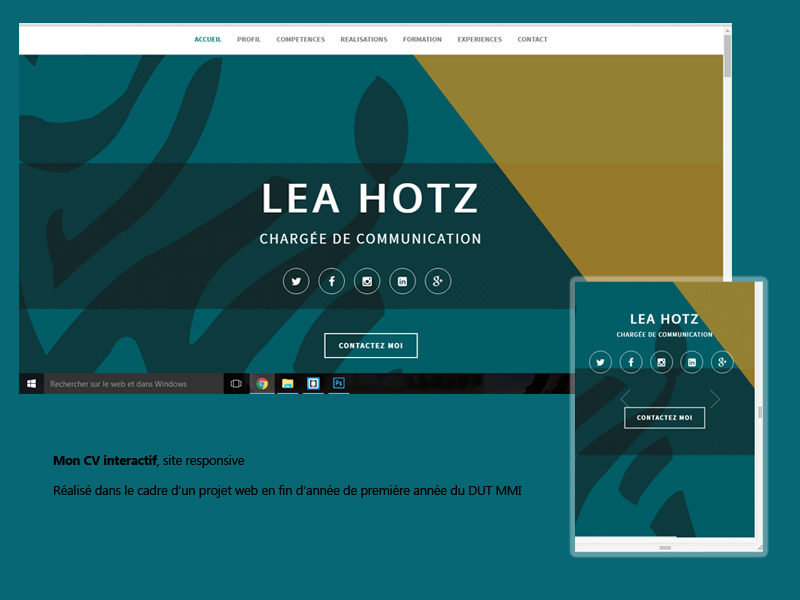 ACCUEIL PROFIL COMPETENCES REALISATIONS FORMATION EXPERIENCES CONTACT
LEA HOTZ
CHARGÉE DE COMMUNICATION
CONTACTEZ MOI
Rechercher sur le web et dans Windows
Ps
LEA HOTZ
CHARGÉE DE COMMUNICATION
CONTACTEZ MOI
Mon CV interactif, site responsive
Réalisé dans le cadre d'un projet web en fin d'année de première année du DUT MMI